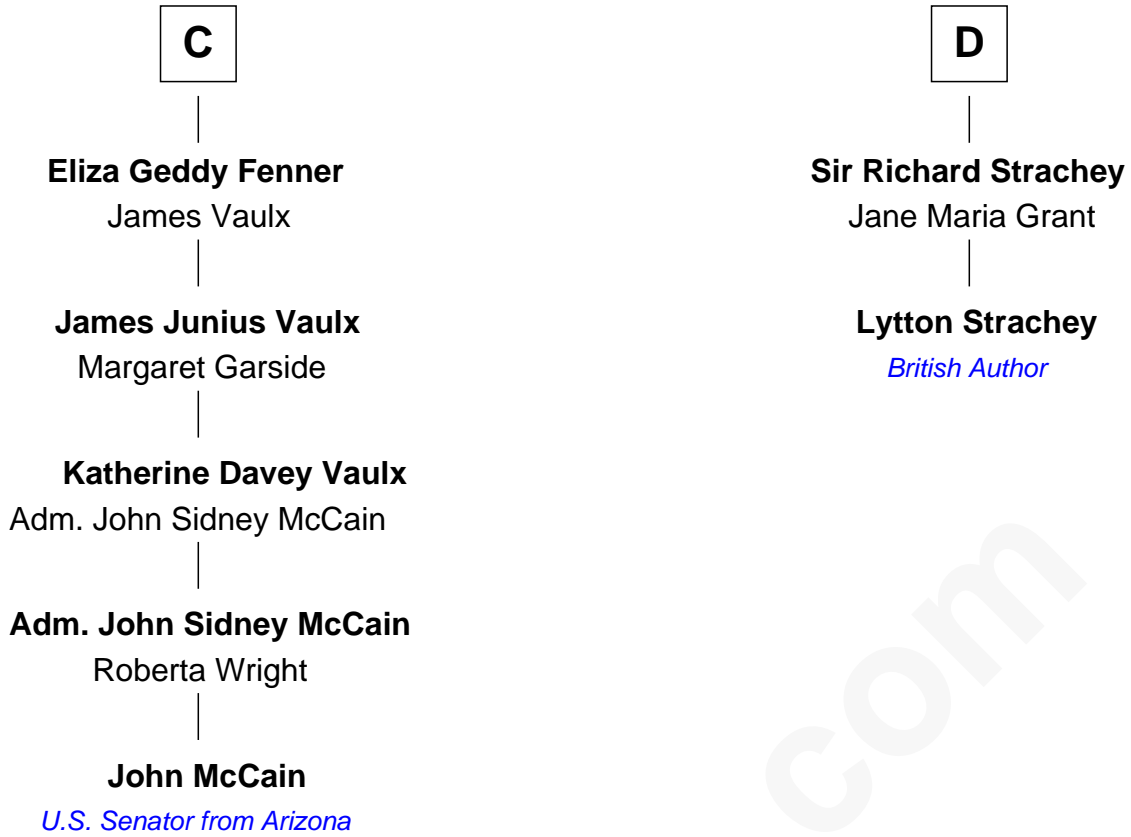 C
Eliza Geddy Fenner
James Vaulx
James Junius Vaulx
Margaret Garside
Katherine Davey Vaulx
Adm. John Sidney McCain
Adm. John Sidney McCain
Roberta Wright
John McCain
U.S. Senator from Arizona
D
Sir Richard Strachey
Jane Maria Grant
Lytton Strachey
British Author
com